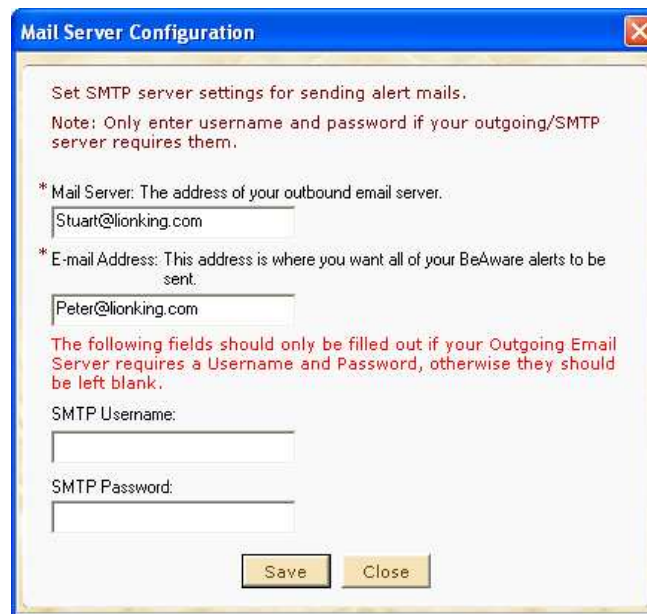 Mail Server Configuration
Set SMTP server settings for sending alert mails.
Note: Only enter username and password if your outgoing/SMTP
server requires them.
* Mail Server: The address of your outbound email server.
Stuart@lionking.com
* E-mail Address: This address is where you want all of your BeAware alerts to be
sent.
Peter@lionking.com
The following fields should only be filled out if your Outgoing Email
Server requires a Username and Password, otherwise they should
be left blank.
SMTP Username:
SMTP Password:
Save Close